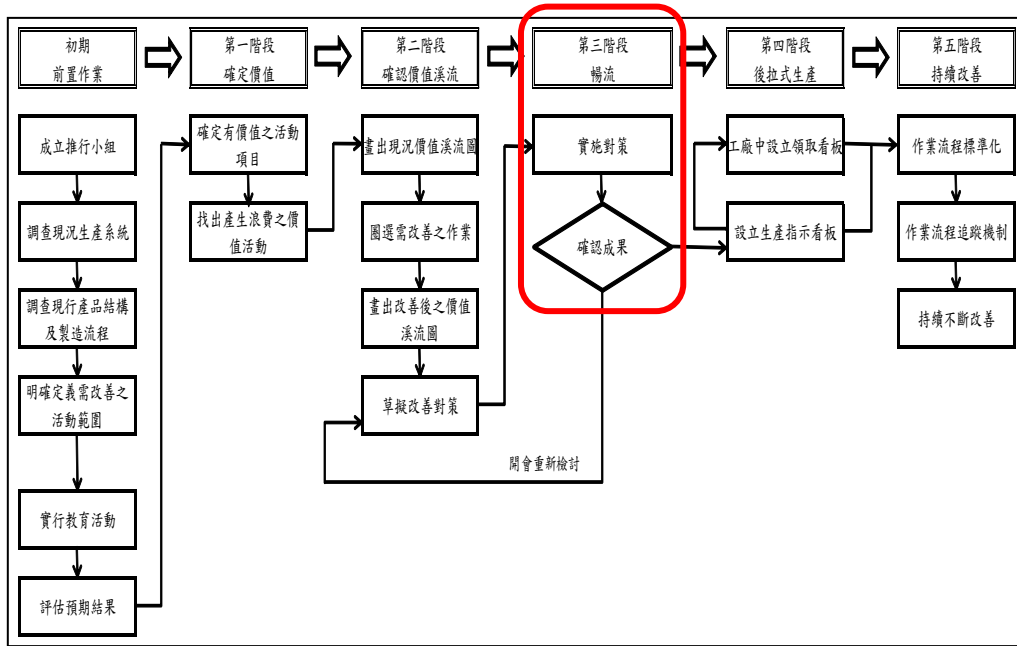 初期
前置作業
第一階段
確定價值
第二階段
確認價值溪流
第三階段
暢流
第四階段
後拉式生產
第五階段
持續改善
成立推行小組
調查現況生產系統
調查現行產品結構
及製造流程
明確定義需改善之
活動範圍
實行教育活動
評估預期結果
確定有價值之活動
項目
找出產生浪費之價
值活動
畫出現況價值溪流圖
圈選需改善之作業
畫出改善後之價值
溪流圖
草擬改善對策
實施對策
確認成果
開會重新檢討
工廠中設立領取看板
設立生產指示看板
作業流程標準化
作業流程追蹤機制
持續不斷改善